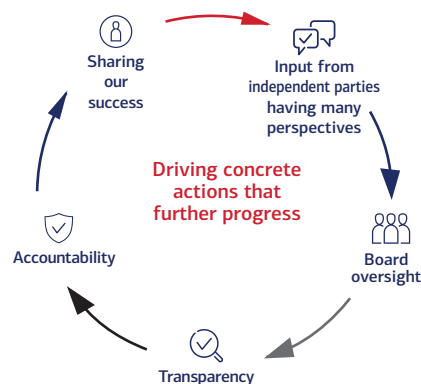 Sharing
our
success
Input from
independent parties
having many
perspectives
Driving concrete
actions that
further progress
Accountability
Board
oversight
Transparency